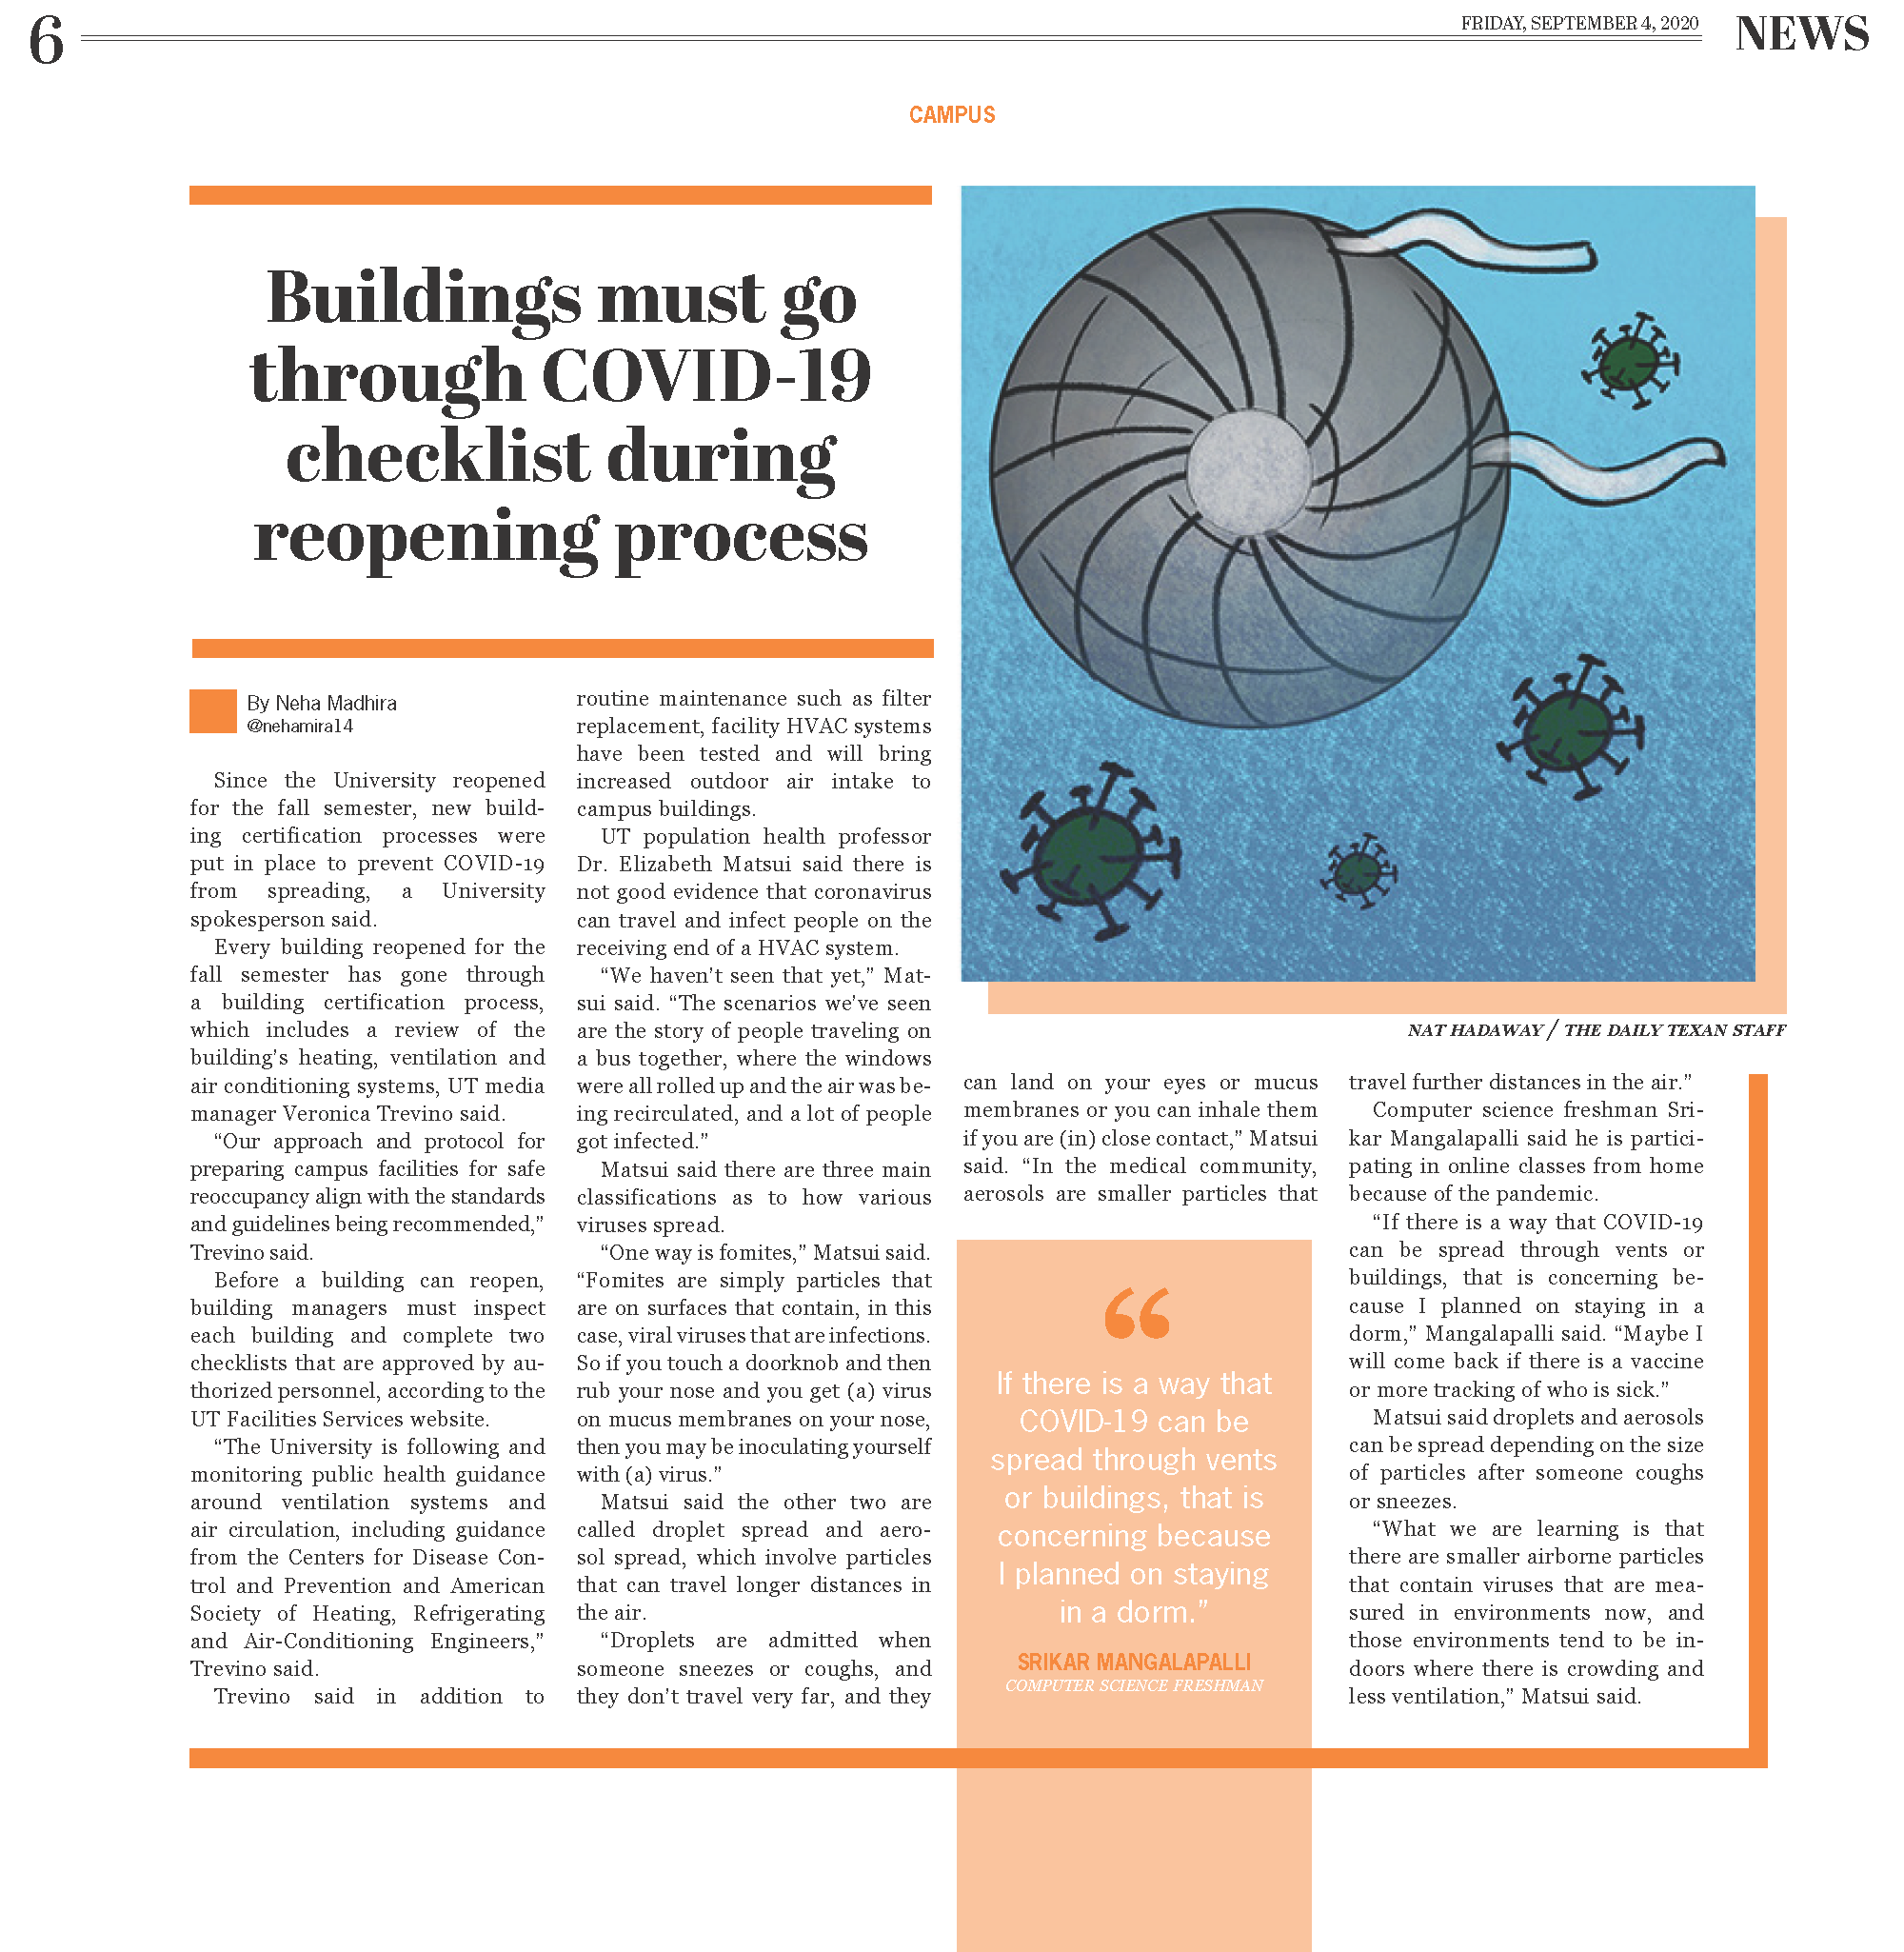 6
FRIDAY, SEPTEMBER 4, 2020
NEWS
CAMPUS
Buildings must go
through COVID-19
checklist during
reopening process
By Neha Madhira
@nehamira14
Since the University reopened
for the fall semester, new build-
ing certification processes were
put in place to prevent COVID-19
from spreading, a University
spokesperson said.
Every building reopened for the
fall semester has gone through
a building certification process,
which includes a review of the
building's heating, ventilation and
air conditioning systems, UT media
manager Veronica Trevino said.
“Our approach and protocol for
preparing campus facilities for safe
reoccupancy align with the standards
and guidelines being recommended,”
Trevino said.
Before a building can reopen,
building managers must inspect
each building and complete two
checklists that are approved by au-
thorized personnel, according to the
UT Facilities Services website.
“The University is following and
monitoring public health guidance
around ventilation systems and
air circulation, including guidance
from the Centers for Disease Con-
trol and Prevention and American
Society of Heating, Refrigerating
and Air-Conditioning Engineers,”
Trevino said.
Trevino said in addition to
routine maintenance such as filter
replacement, facility HVAC systems
have been tested and will bring
increased outdoor air intake to
campus buildings.
UT population health professor
Dr. Elizabeth Matsui said there is
not good evidence that coronavirus
can travel and infect people on the
receiving end of a HVAC system.
“We haven’t seen that yet,” Mat-
sui said. “The scenarios we’ve seen
are the story of people traveling on
a bus together, where the windows
were all rolled up and the air was be-
ing recirculated, and a lot of people
got infected.”
Matsui said there are three main
classifications as to how various
viruses spread.
“One way is fomites,” Matsui said.
“Fomites are simply particles that
are on surfaces that contain, in this
case, viral viruses that are infections.
So if you touch a doorknob and then
rub your nose and you get (a) virus
on mucus membranes on your nose,
then you may be inoculating yourself
with (a) virus.”
Matsui said the other two are
called droplet spread and aero-
sol spread, which involve particles
that can travel longer distances in
the air.
“Droplets are admitted when
someone sneezes or coughs, and
they don’t travel very far, and they
NAT HADAWAY / THE DAILY TEXAN STAFF
can land on your eyes or mucus
membranes or you can inhale them
if you are (in) close contact,” Matsui
said. “In the medical community,
aerosols are smaller particles that
“
If there is a way that
COVID-19 can be
spread through vents
or buildings, that is
concerning because
I planned on staying
in a dorm.”
SRIKAR MANGALAPALLI
COMPUTER SCIENCE FRESHMAN
travel further distances in the air.”
Computer science freshman Sri-
kar Mangalapalli said he is partici-
pating in online classes from home
because of the pandemic.
“If there is a way that COVID-19
can be spread through vents or
buildings, that is concerning be-
cause I planned on staying in a
dorm,” Mangalapalli said. “Maybe I
will come back if there is a vaccine
or more tracking of who is sick.”
Matsui said droplets and aerosols
can be spread depending on the size
of particles after someone coughs
or sneezes.
“What we are learning is that
there are smaller airborne particles
that contain viruses that are mea-
sured in environments now, and
those environments tend to be in-
doors where there is crowding and
less ventilation,” Matsui said.